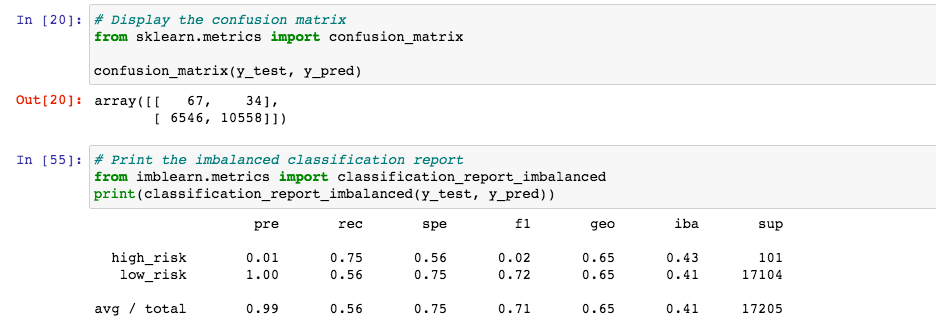 In [20]: # Display the confusion matrix
from sklearn.metrics import confusion_matrix
confusion_matrix(y_test, y_pred)
Out[20]: array([[ 67, 34],
[ 6546, 10558]])
In [55]: # Print the imbalanced classification report
from imblearn.metrics import classification_report_imbalanced
print(classification_report_imbalanced(y_test, y_pred))
pre rec spe f1 geo iba sup
high_risk 0.01 0.75 0.56 0.02 0.65 0.43 101
low_risk 1.00 0.56 0.75 0.72 0.65 0.41 17104
avg / total 0.99 0.56 0.75 0.71 0.65 0.41 17205